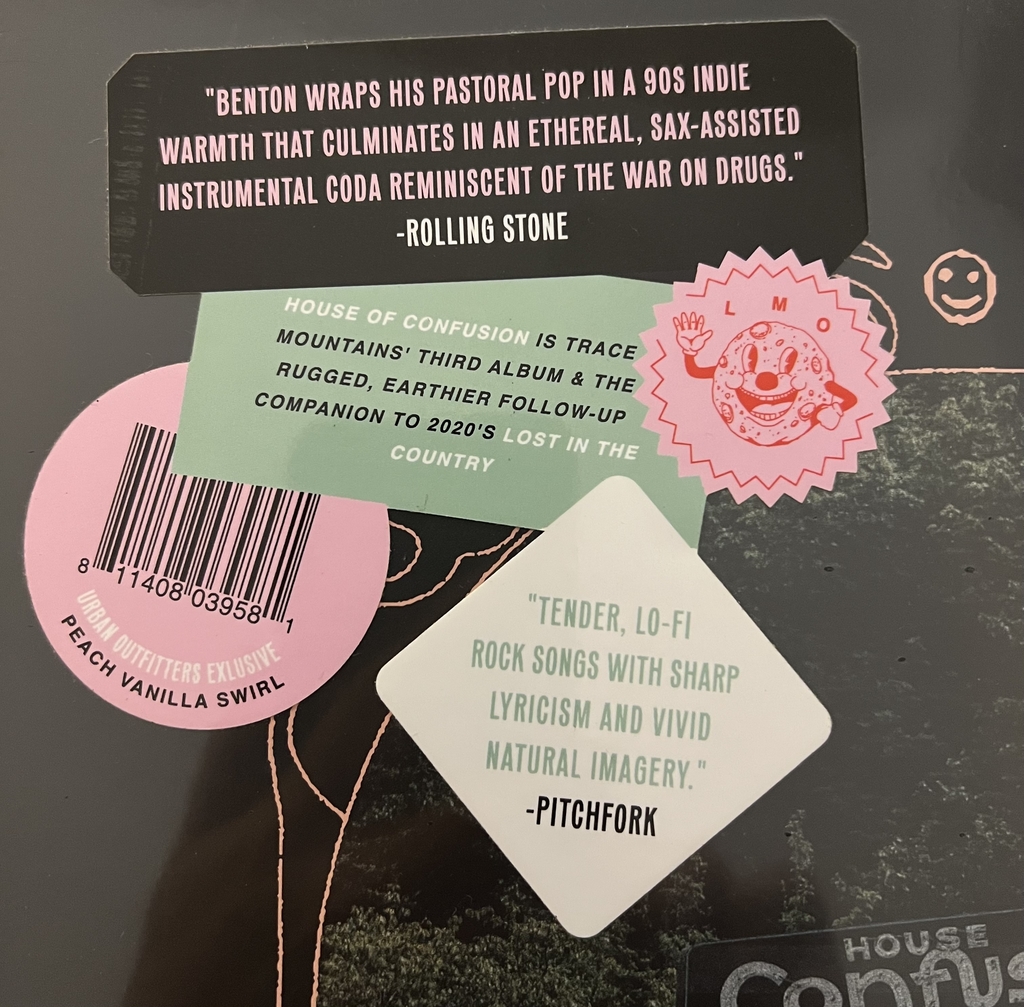 "BENTON WRAPS HIS PASTORAL POP IN A 90S INDIE
WARMTH THAT CULMINATES IN AN ETHEREAL, SAX-ASSISTED
INSTRUMENTAL CODA REMINISCENT OF THE WAR ON DRUGS."
-ROLLING STONE
L M O
HOUSE OF CONFUSION IS TRACE
MOUNTAINS' THIRD ALBUM & THE
RUGGED, EARTHIER FOLLOW-UP
COMPANION TO 2020'S LOST IN THE
COUNTRY
8 11408 03958 1
URBAN OUTFITTERS EXLUSIVE
PEACH VANILLA SWIRL
"TENDER, LO-FI
ROCK SONGS WITH SHARP
LYRICISM AND VIVID
NATURAL IMAGERY."
-PITCHFORK
HOUSE
Confus